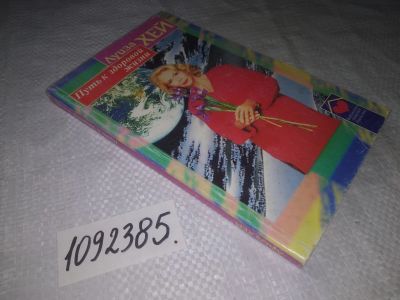 Луиза
ХЕЙ
Путь к здоровой
жизни
1092385.